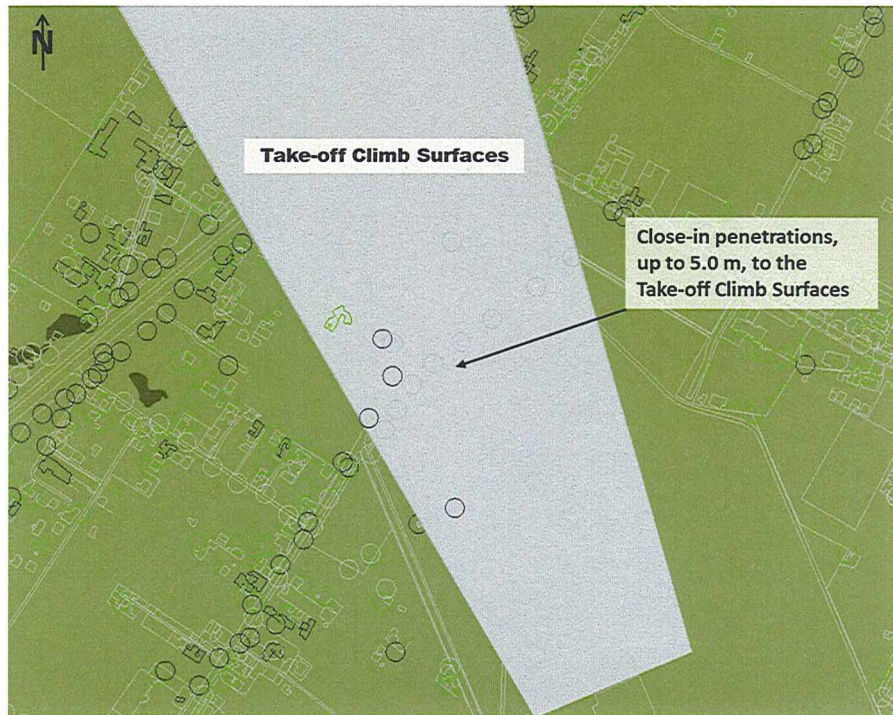 N
Take-off Climb Surfaces
Close-in penetrations,
up to 5.0 m, to the
Take-off Climb Surfaces